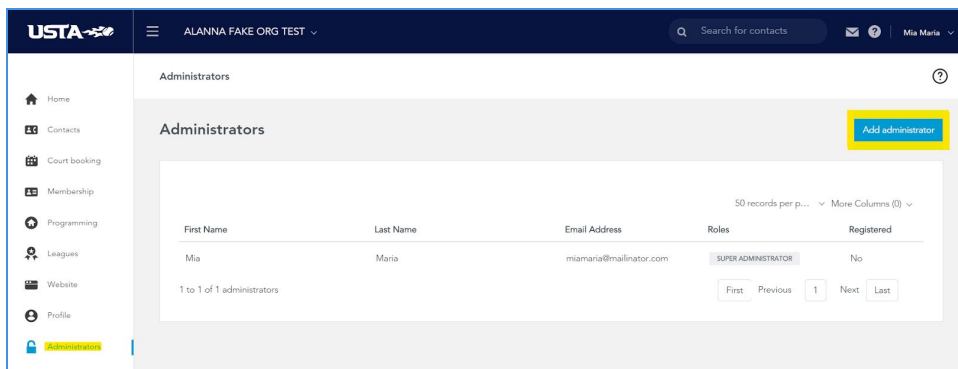 USTA
ALANNA FAKE ORG TEST
Search for contacts
Mia Maria
Administrators
Home
Contacts
Court booking
Membership
Programming
Leagues
Website
Profile
Administrators
Administrators
Add administrator
50 records per p... More Columns (0)
First Name Last Name Email Address Roles Registered
Mia Maria miamaria@mailinator.com SUPER ADMINISTRATOR No
1 to 1 of 1 administrators
First Previous 1 Next Last